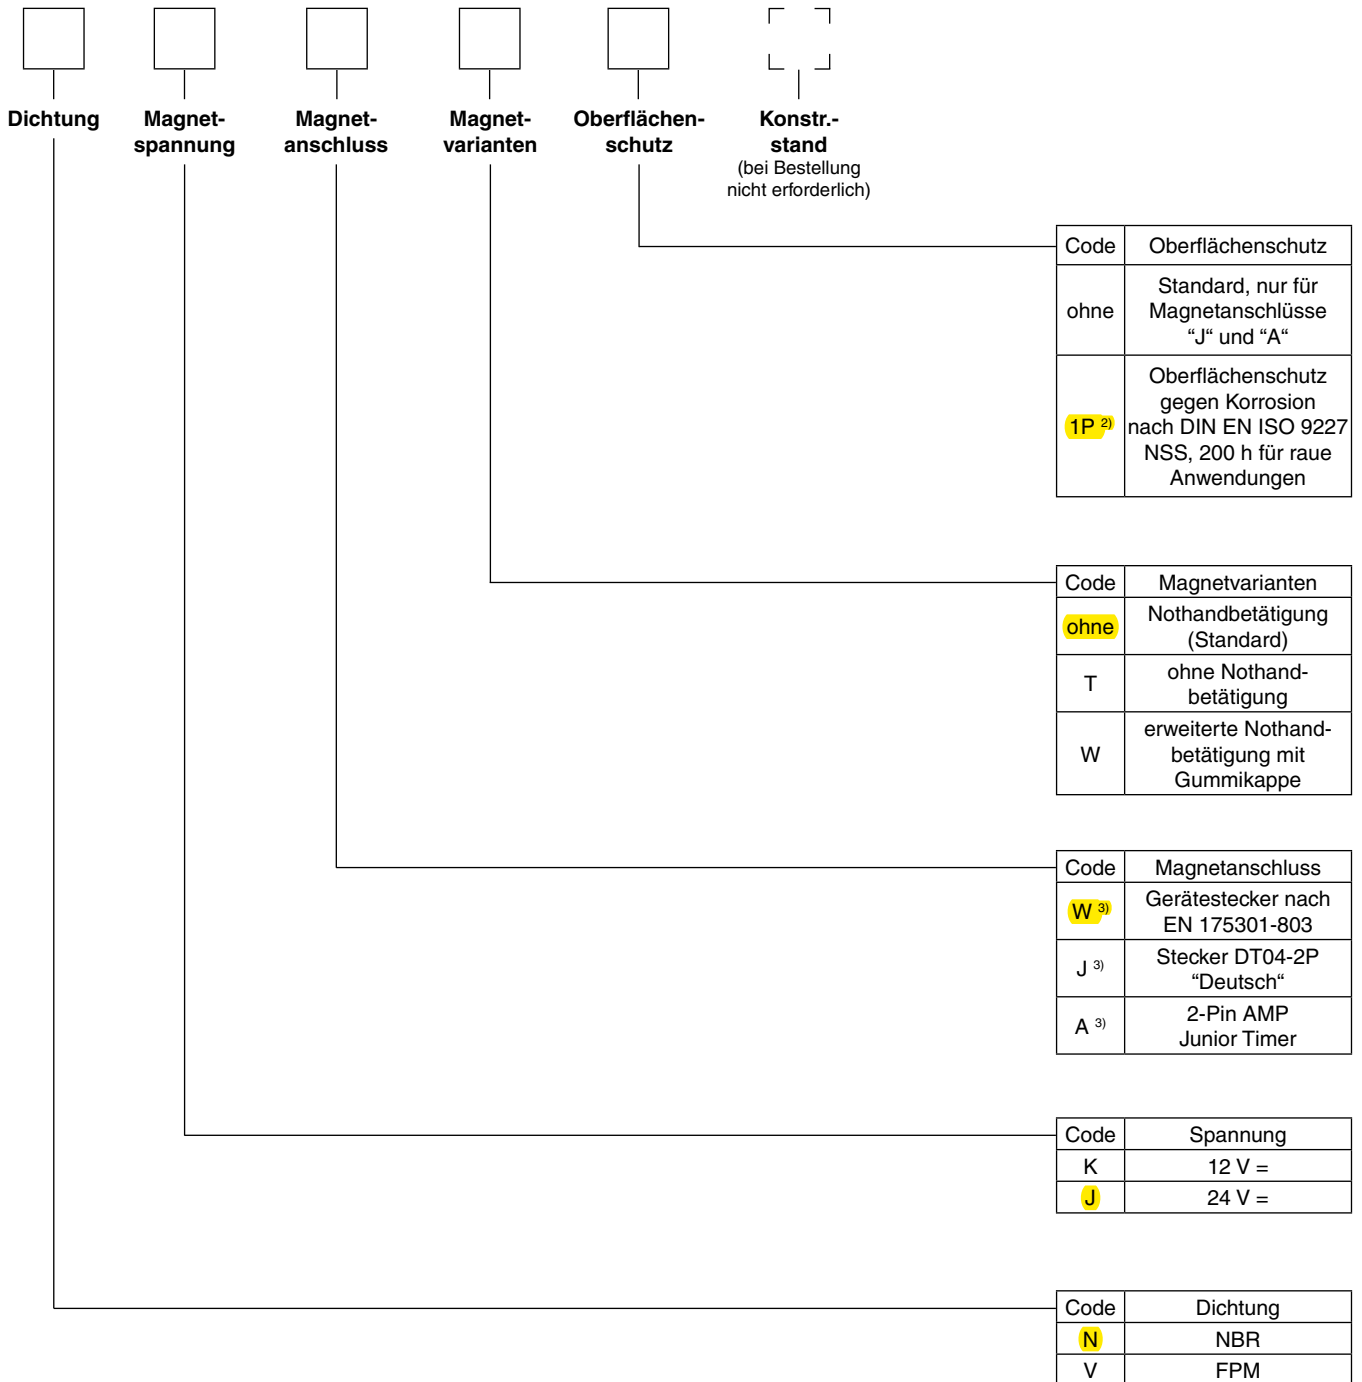 Dichtung
Magnet-
spannung
Magnet-
anschluss
Magnet-
varianten
Oberflächen-
schutz
Konstr.-
stand
(bei Bestellung
nicht erforderlich)
Code Oberflächenschutz
ohne Standard, nur für
Magnetanschlüsse
“J“ und “A“
1P 2) Oberflächenschutz
gegen Korrosion
nach DIN EN ISO 9227
NSS, 200 h für raue
Anwendungen
Code Magnetvarianten
ohne Nothandbetätigung
(Standard)
T ohne Nothand-
betätigung
W erweiterte Nothand-
betätigung mit
Gummikappe
Code Magnetanschluss
W 3) Gerätestecker nach
EN 175301-803
J 3) Stecker DT04-2P
“Deutsch“
A 3) 2-Pin AMP
Junior Timer
Code Spannung
K 12 V =
J 24 V =
Code Dichtung
N NBR
V FPM